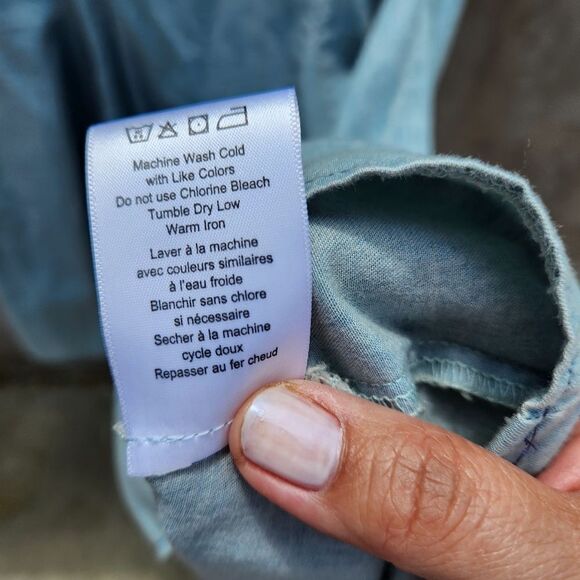 Machine Wash Cold
with Like Colors
Do not use Chlorine Bleach
Tumble Dry Low
Warm Iron
Laver à la machine
avec couleurs similaires
à l'eau froide
Blanchir sans chlore
si nécessaire
Secher à la machine
cycle doux
Repasser au fer cheud